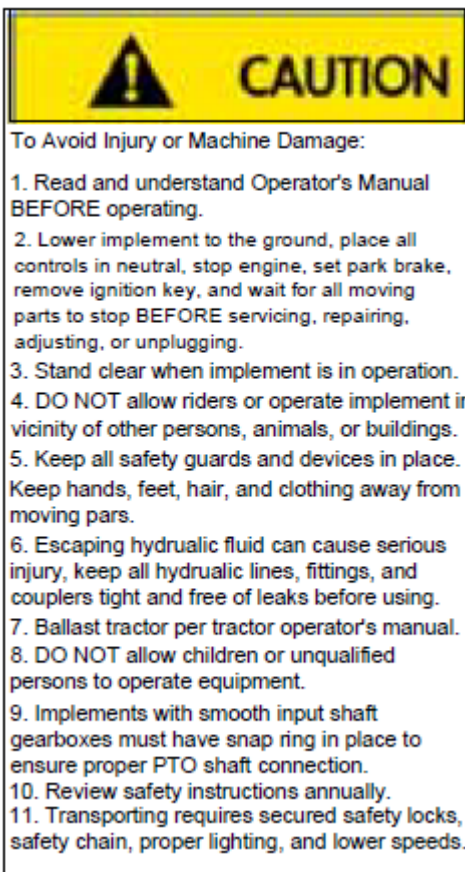 CAUTION
To Avoid Injury or Machine Damage:
1. Read and understand Operator's Manual
BEFORE operating.
2. Lower implement to the ground, place all
controls in neutral, stop engine, set park brake,
remove ignition key, and wait for all moving
parts to stop BEFORE servicing, repairing,
adjusting, or unplugging.
3. Stand clear when implement is in operation.
4. DO NOT allow riders or operate implement in
vicinity of other persons, animals, or buildings.
5. Keep all safety guards and devices in place.
Keep hands, feet, hair, and clothing away from
moving pars.
6. Escaping hydrualic fluid can cause serious
injury, keep all hydrualic lines, fittings, and
couplers tight and free of leaks before using.
7. Ballast tractor per tractor operator's manual.
8. DO NOT allow children or unqualified
persons to operate equipment.
9. Implements with smooth input shaft
gearboxes must have snap ring in place to
ensure proper PTO shaft connection.
10. Review safety instructions annually.
11. Transporting requires secured safety locks,
safety chain, proper lighting, and lower speeds.